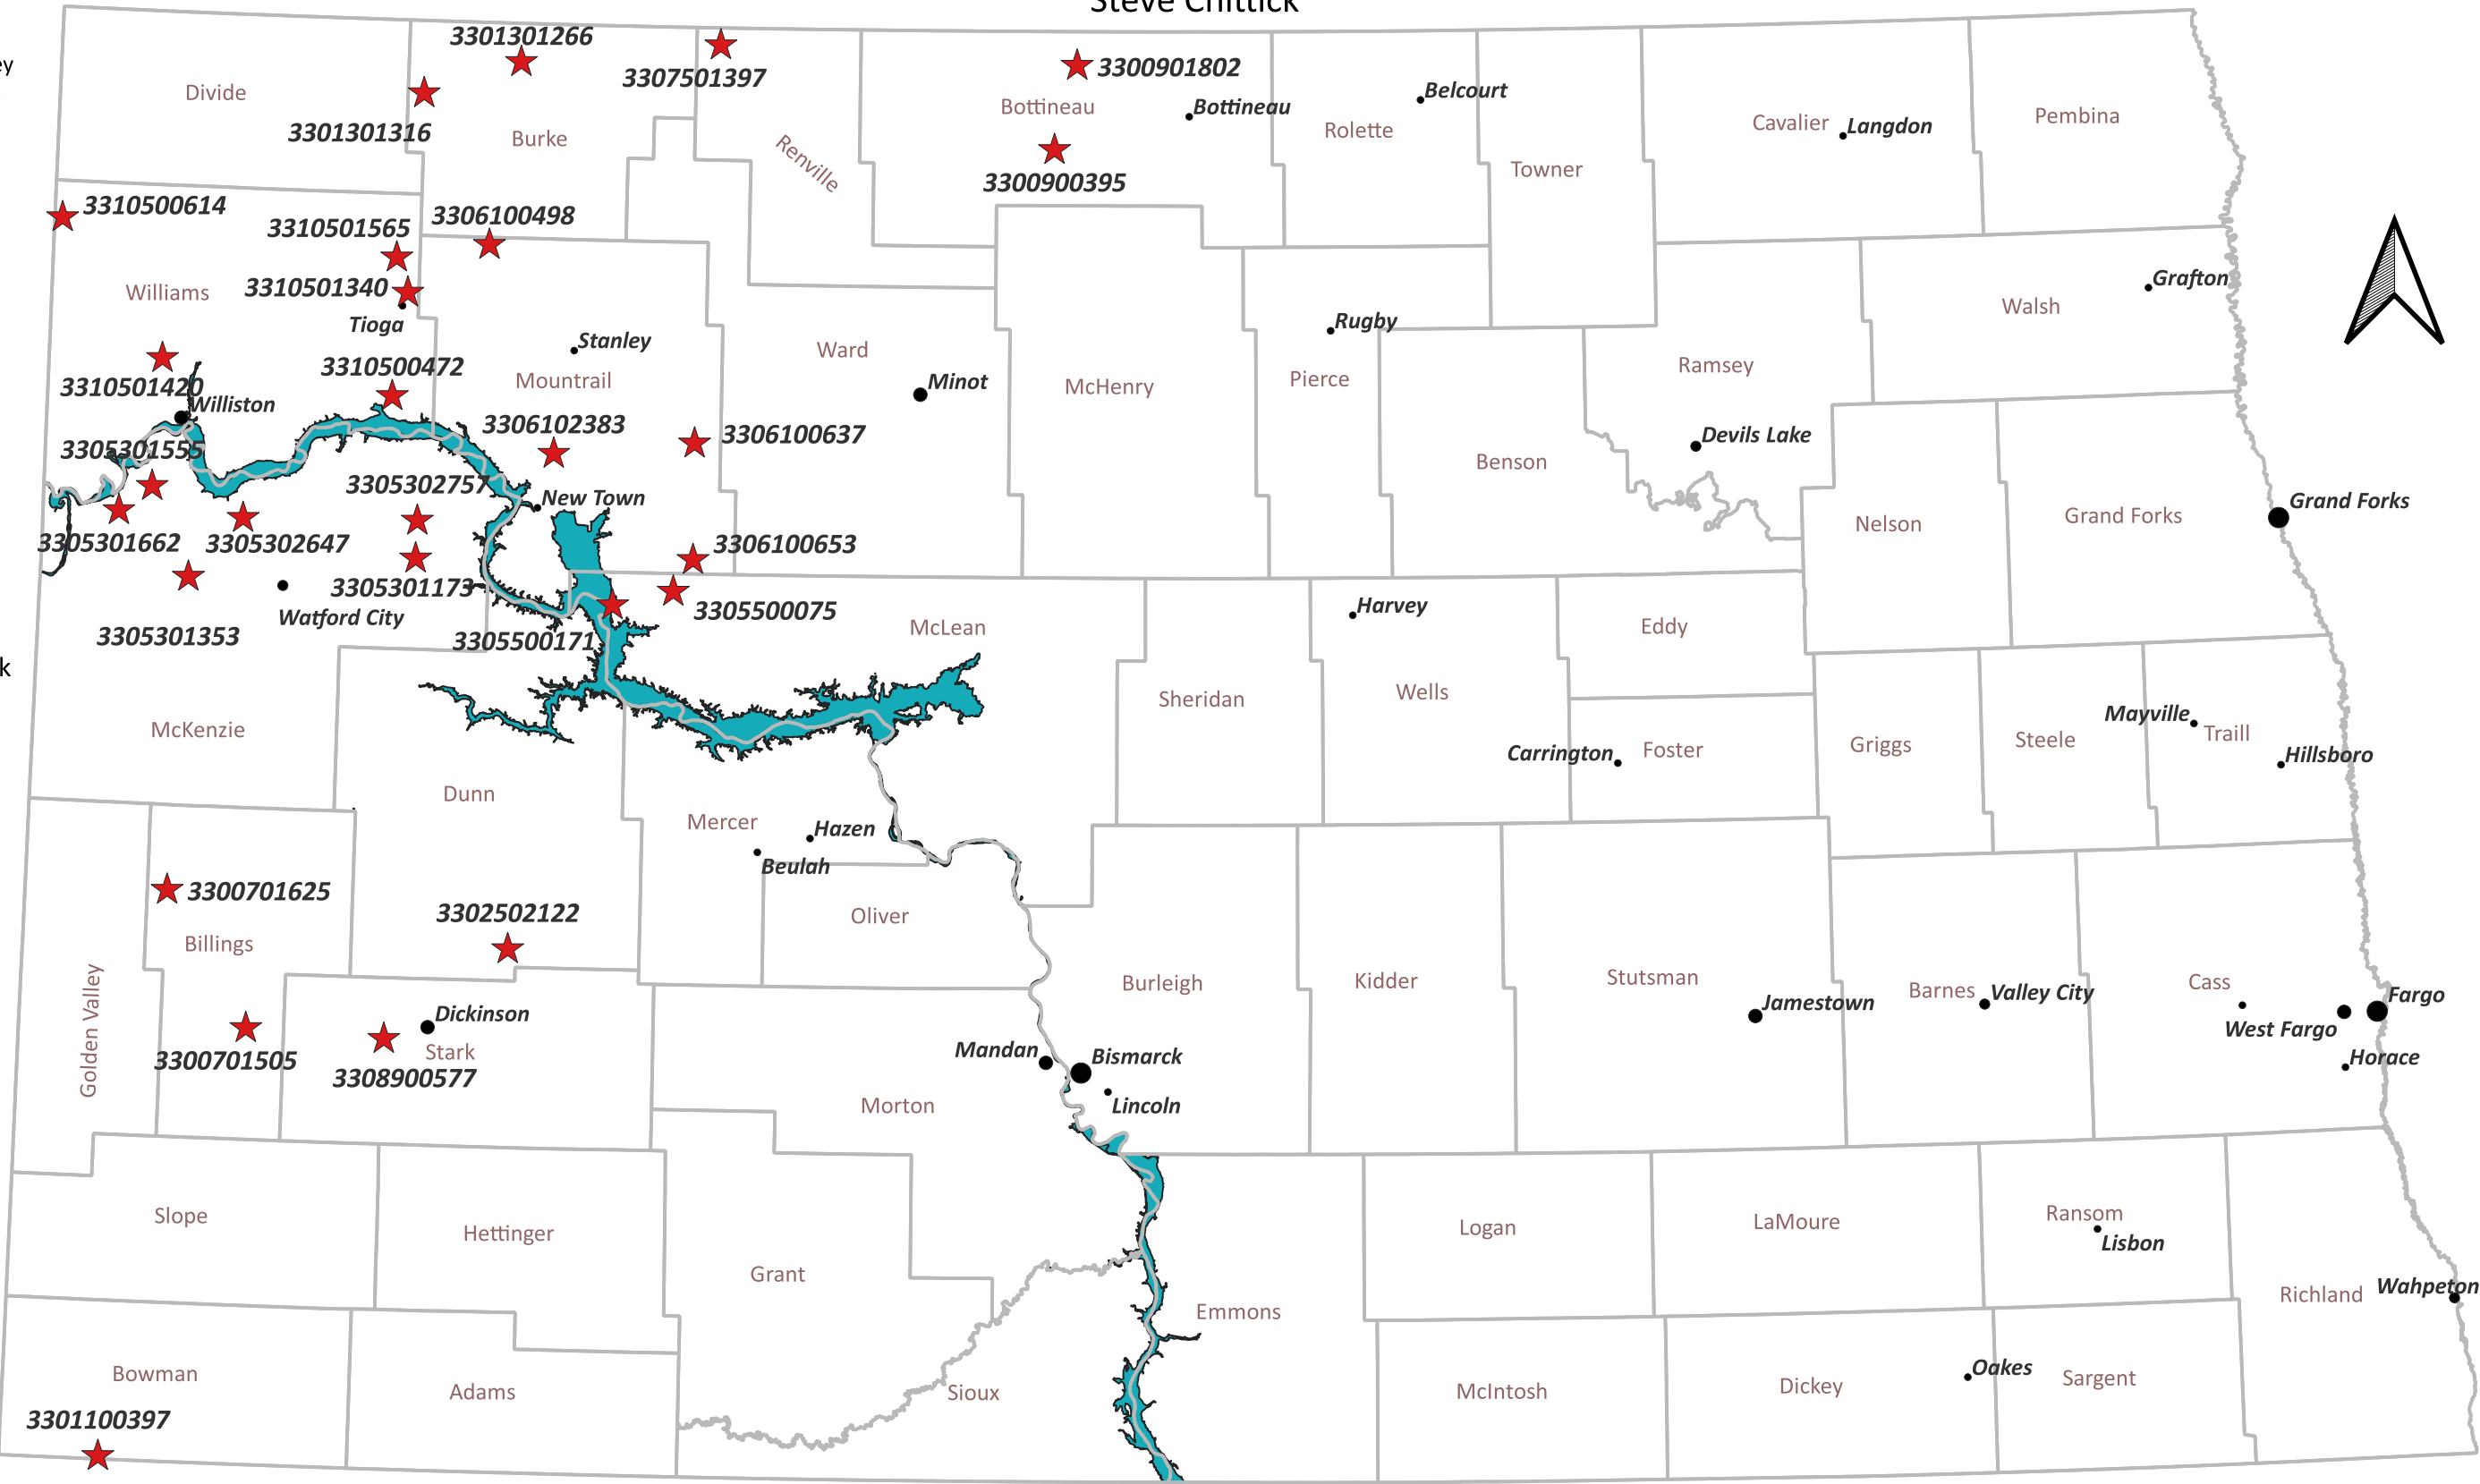 Steve Chittick
ey
3301301266
3307501397
3300901802
Divide
Bottineau
Bottineau
Belcourt
3301301316
Burke
Renville
Rolette
Cavalier
Langdon
Pembina
3300900395
Towner
3310500614
3310501565
3306100498
Williams
3310501340
Tioga
Stanley
Rugby
Walsh
Grafton
3310500472
Mountrail
Ward
Minot
McHenry
Pierce
Ramsey
3310501420
Williston
3306102383
3306100637
Devils Lake
3305301555
Benson
3305302757
New Town
Grand Forks
Nelson
Grand Forks
3305301662
3305302647
3306100653
3305301173
Watford City
3305500075
Harvey
3305301353
3305500171
McLean
Eddy
k
Sheridan
Wells
McKenzie
Carrington
Foster
Griggs
Steele
Mayville
Traill
Hillsboro
Dunn
Mercer
Hazen
Beulah
3300701625
3302502122
Oliver
Billings
Golden Valley
Burleigh
Kidder
Stutsman
Barnes
Valley City
Cass
Fargo
Dickinson
Jamestown
West Fargo
3300701505
Stark
3308900577
Mandan
Bismarck
Horace
Morton
Lincoln
Slope
Hettinger
Logan
LaMoure
Ransom
Lisbon
Grant
Emmons
Richland
Wahpeton
Bowman
Adams
Sioux
McIntosh
Dickey
Oakes
Sargent
3301100397